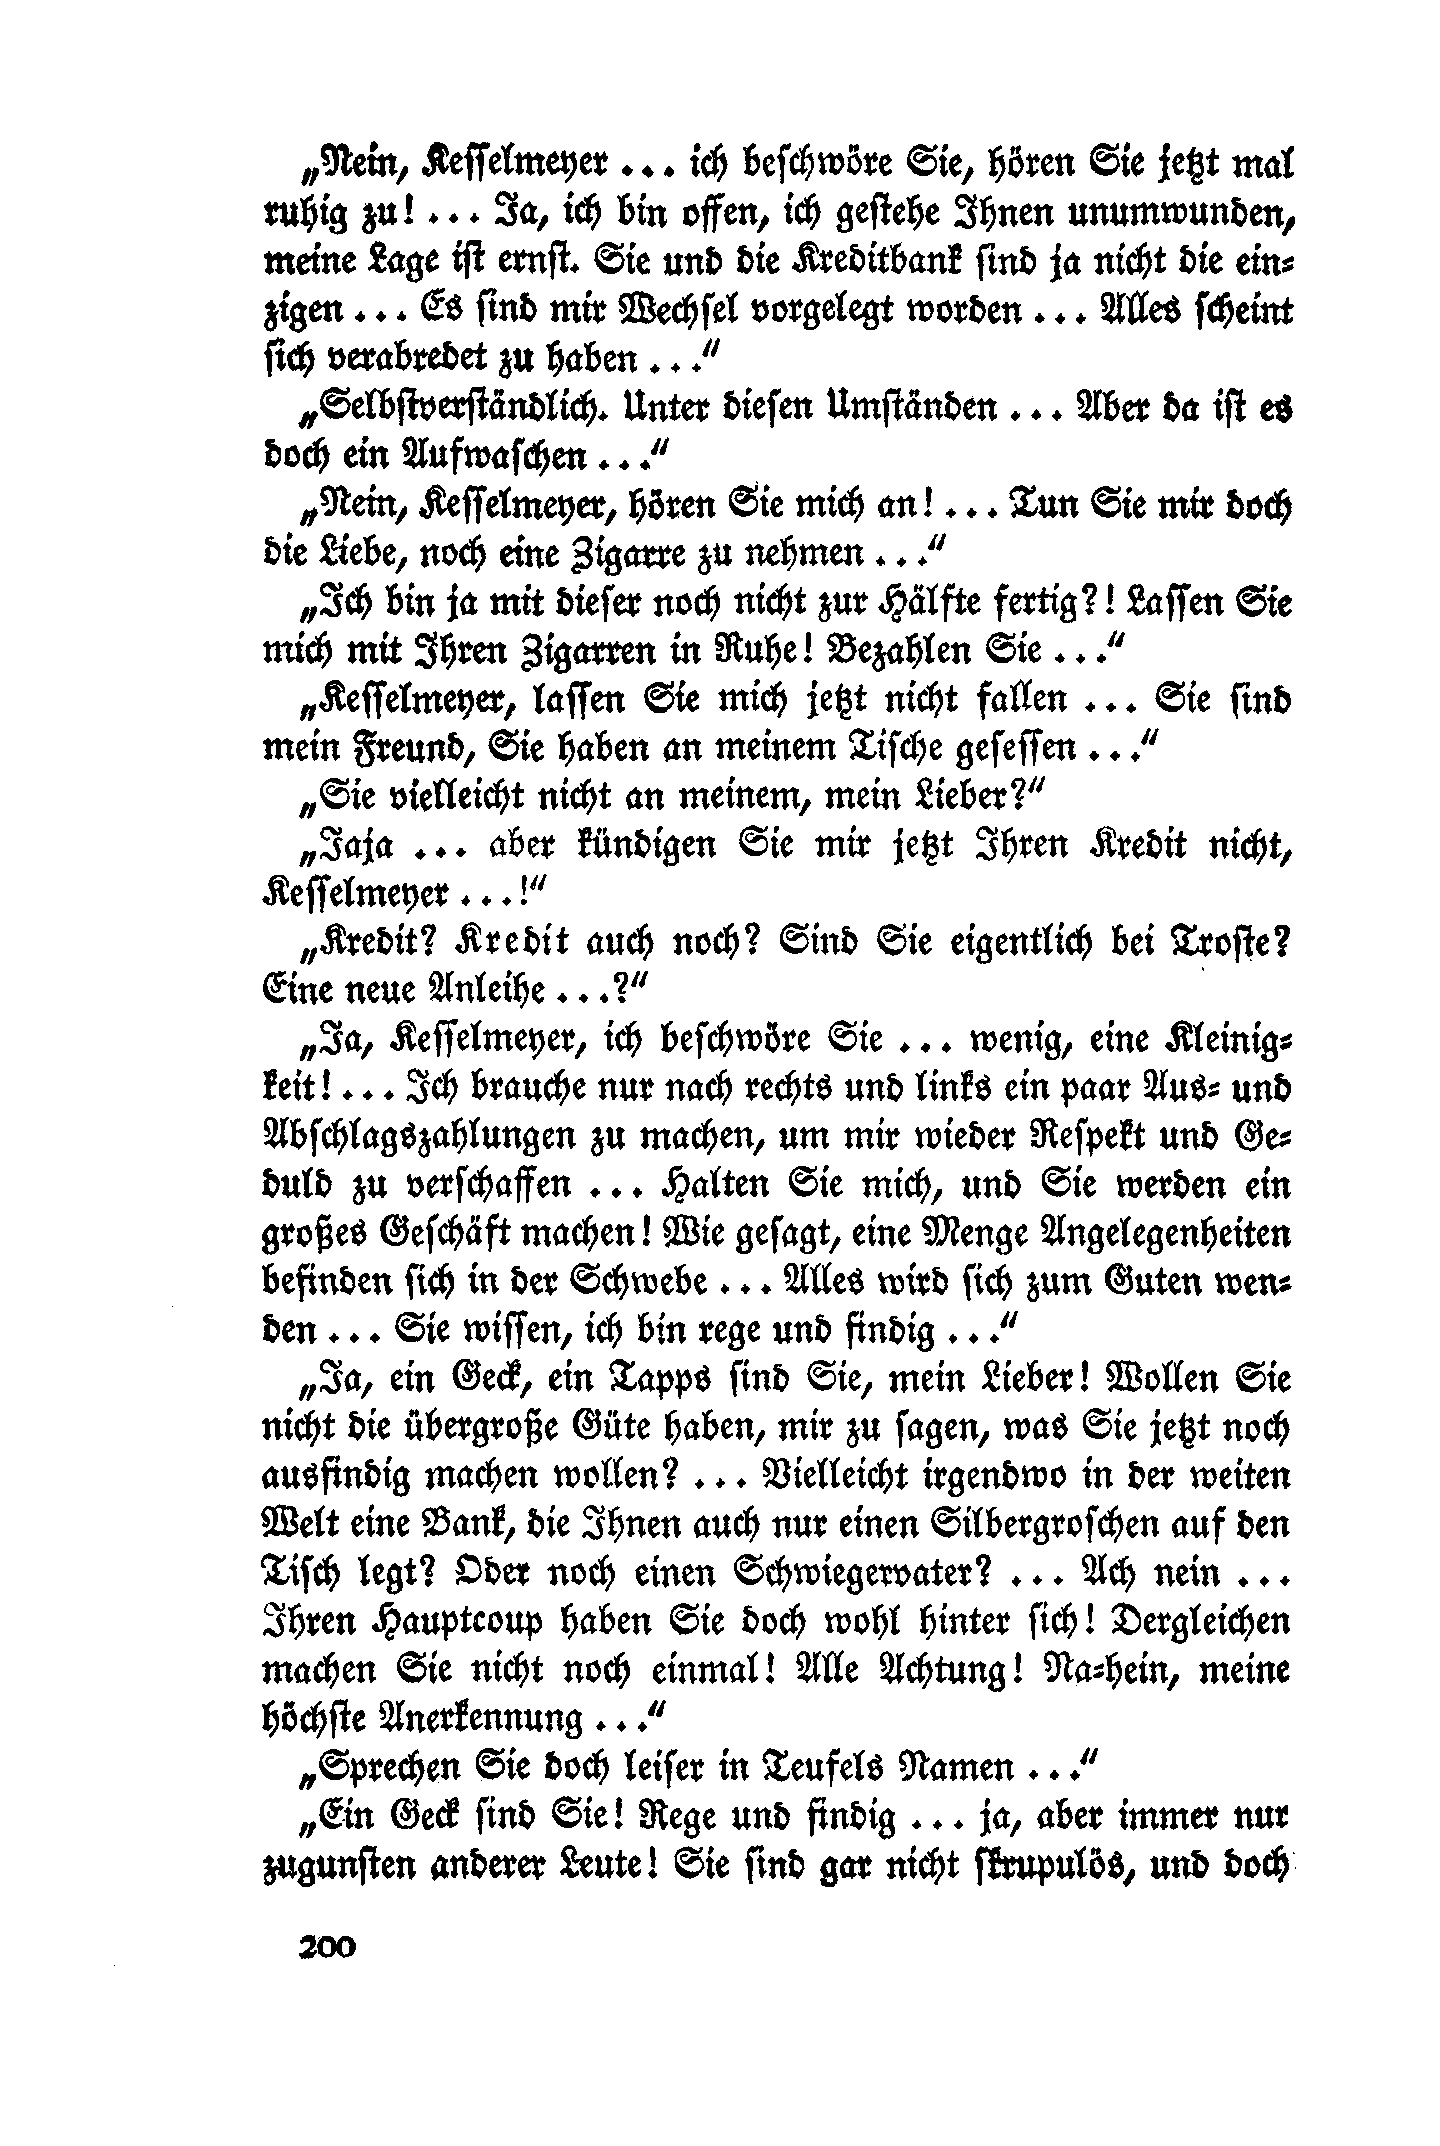 „Nein, Kesselmeyer . . . ich beschwöre Sie, hören Sie jetzt mal
ruhig zu! . . . Ja, ich bin offen, ich gestehe Ihnen unumwunden,
meine Lage ist ernst. Sie und die Kreditbank sind ja nicht die ein-
zigen . . . Es sind mir Wechsel vorgelegt worden . . . Alles scheint
sich verabredet zu haben . . .“
„Selbstverständlich. Unter diesen Umständen . . . Aber da ist es
doch ein Aufwaschen . . .“
„Nein, Kesselmeyer, hören Sie mich an! . . . Tun Sie mir doch
die Liebe, noch eine Zigarre zu nehmen . . .“
„Ich bin ja mit dieser noch nicht zur Hälfte fertig?! Lassen Sie
mich mit Ihren Zigarren in Ruhe! Bezahlen Sie . . .“
„Kesselmeyer, lassen Sie mich jetzt nicht fallen . . . Sie sind
mein Freund, Sie haben an meinem Tische gesessen . . .“
„Sie vielleicht nicht an meinem, mein Lieber?“
„Jaja . . . aber kündigen Sie mir jetzt Ihren Kredit nicht,
Kesselmeyer . . .!“
„Kredit? Kredit auch noch? Sind Sie eigentlich bei Troste?
Eine neue Anleihe . . .?“
„Ja, Kesselmeyer, ich beschwöre Sie . . . wenig, eine Kleinig-
keit! . . . Ich brauche nur nach rechts und links ein paar Aus- und
Abschlagszahlungen zu machen, um mir wieder Respekt und Ge-
duld zu verschaffen . . . Halten Sie mich, und Sie werden ein
großes Geschäft machen! Wie gesagt, eine Menge Angelegenheiten
befinden sich in der Schwebe . . . Alles wird sich zum Guten wen-
den . . . Sie wissen, ich bin rege und findig . . .“
„Ja, ein Geck, ein Tapps sind Sie, mein Lieber! Wollen Sie
nicht die übergroße Güte haben, mir zu sagen, was Sie jetzt noch
ausfindig machen wollen? . . . Vielleicht irgendwo in der weiten
Welt eine Bank, die Ihnen auch nur einen Silbergroschen auf den
Tisch legt? Oder noch einen Schwiegervater? . . . Ach nein . . .
Ihren Hauptcoup haben Sie doch wohl hinter sich! Dergleichen
machen Sie nicht noch einmal! Alle Achtung! Na-hein, meine
höchste Anerkennung . . .“
„Sprechen Sie doch leiser in Teufels Namen . . .“
„Ein Geck sind Sie! Rege und findig . . . ja, aber immer nur
zugunsten anderer Leute! Sie sind gar nicht skrupulös, und doch
200